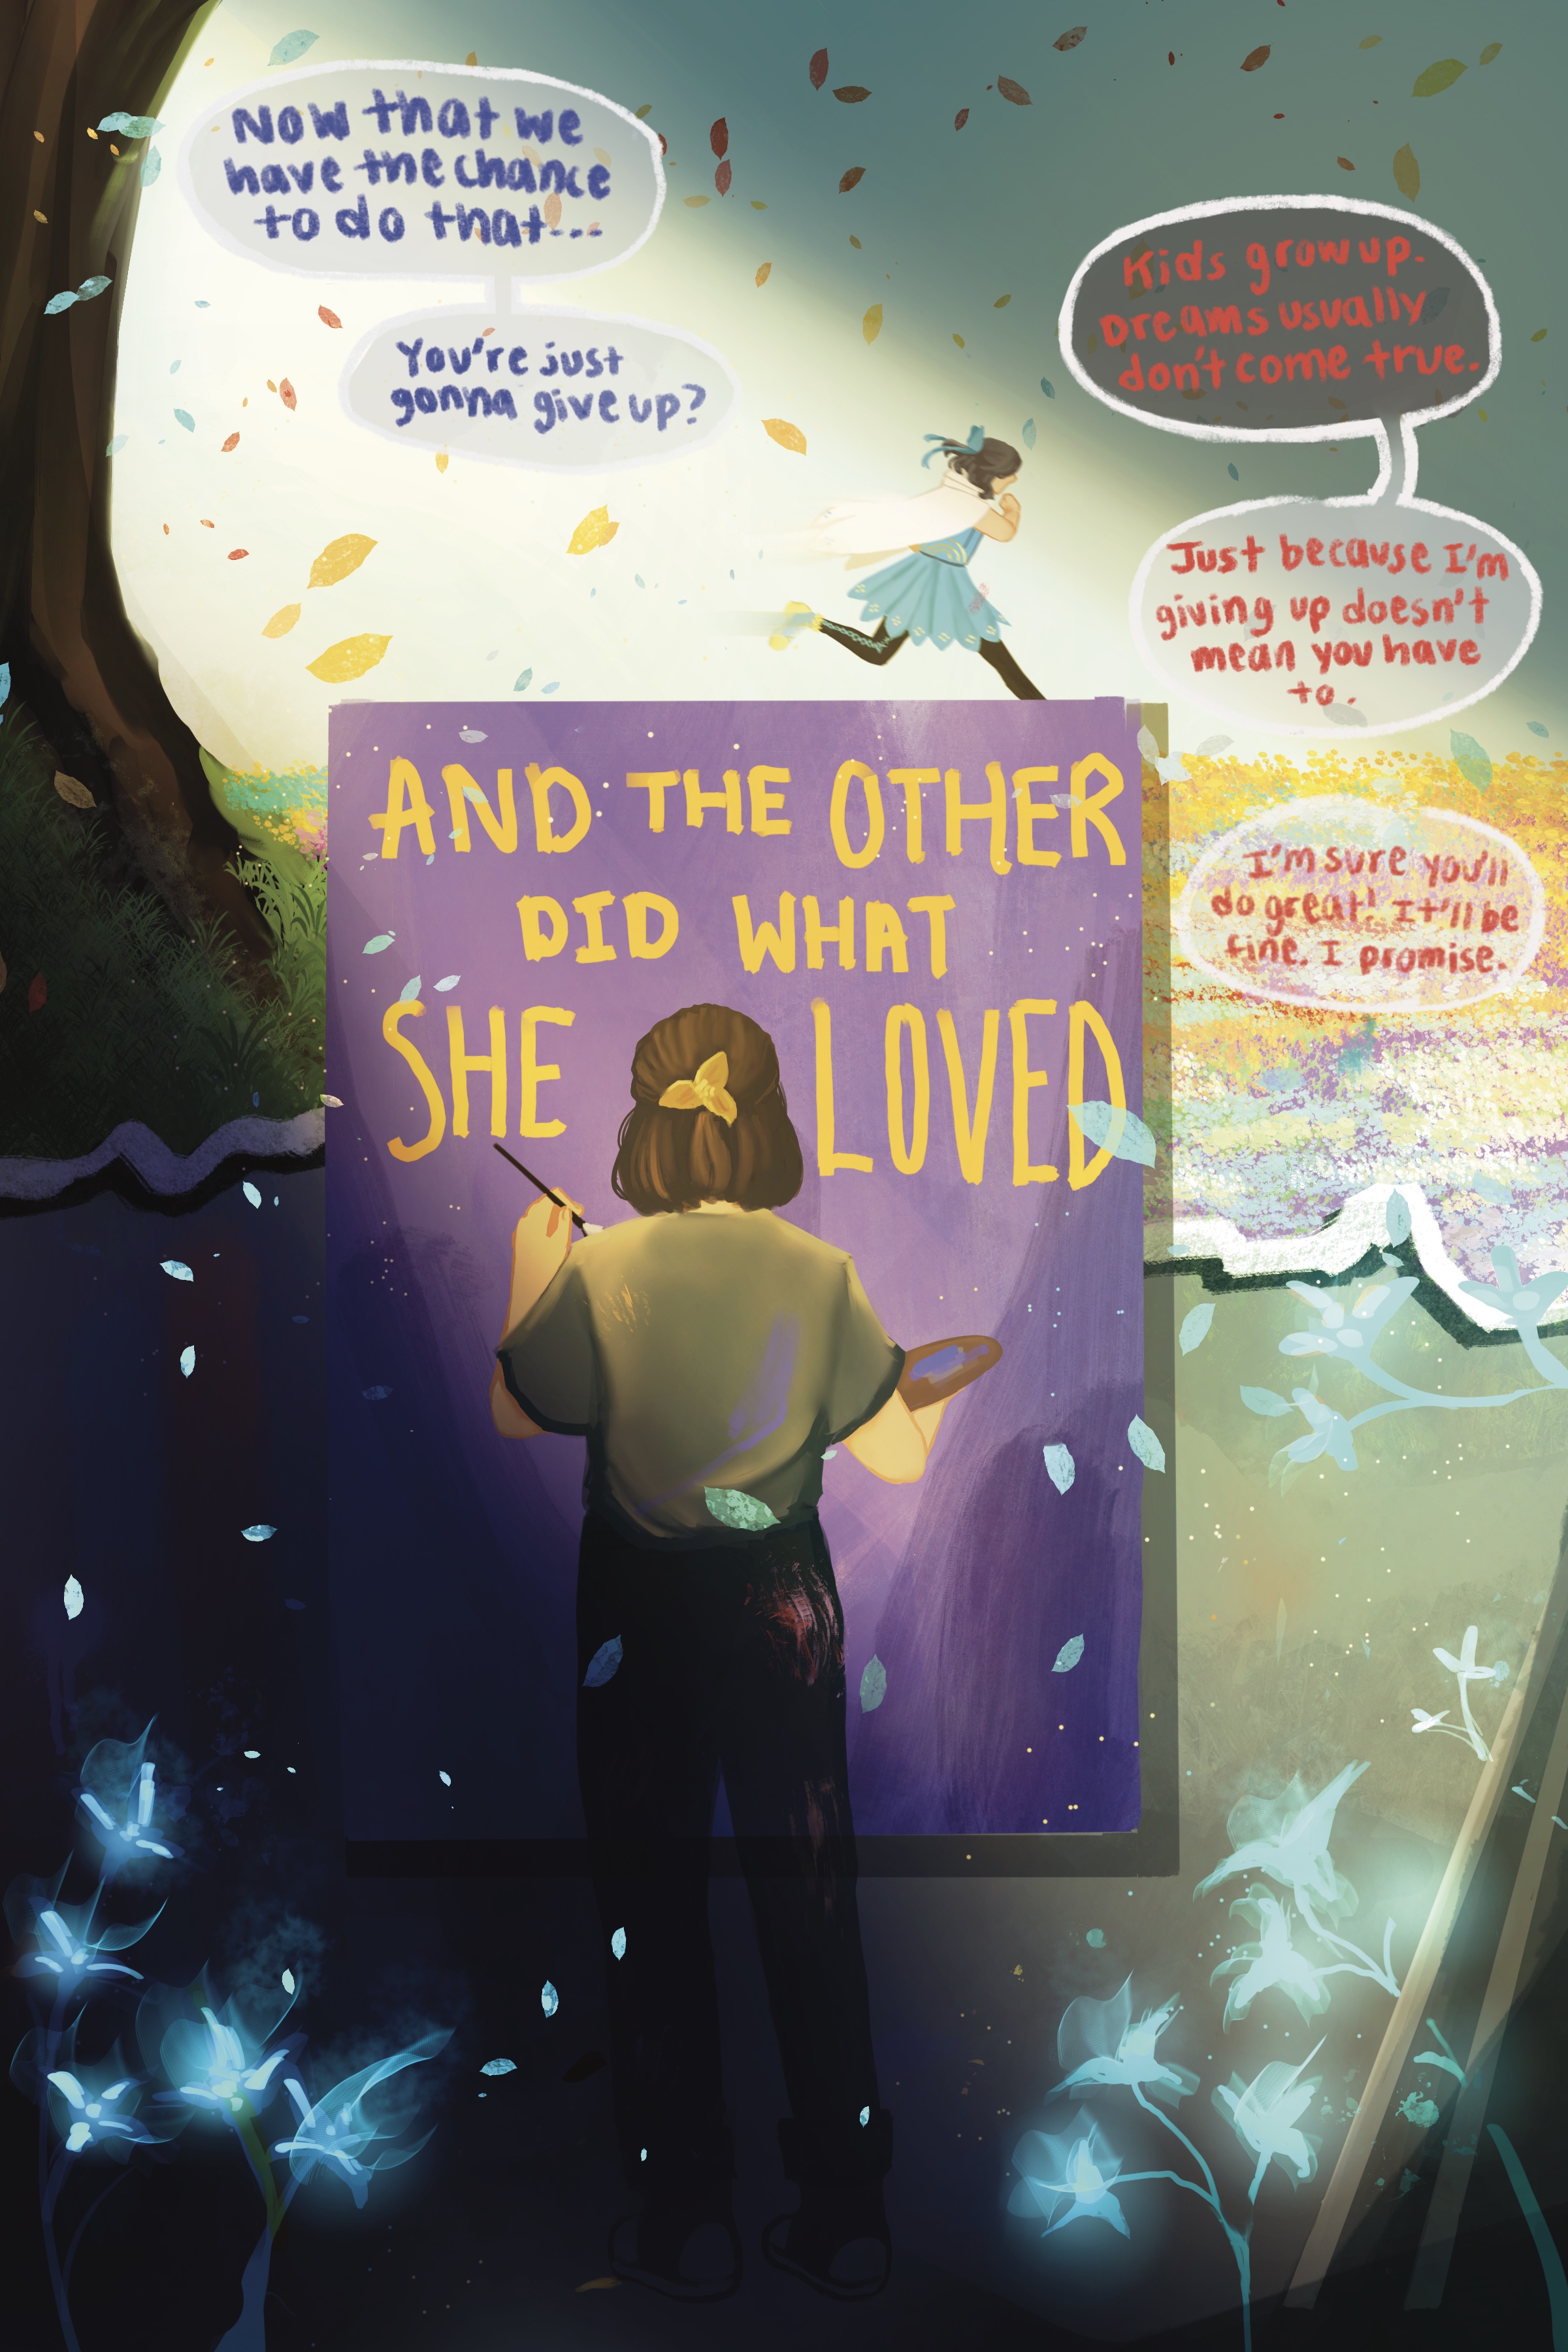 Now that we
have the chance
to do that...
You're just
gonna give up?
Kids grow up.
Dreams usually
don't come true.
Just because I'm
giving up doesn't
mean you have
to.
I'm sure you'll
do great! It'll be
fine. I promise.
AND THE OTHER
DID WHAT
SHE LOVED